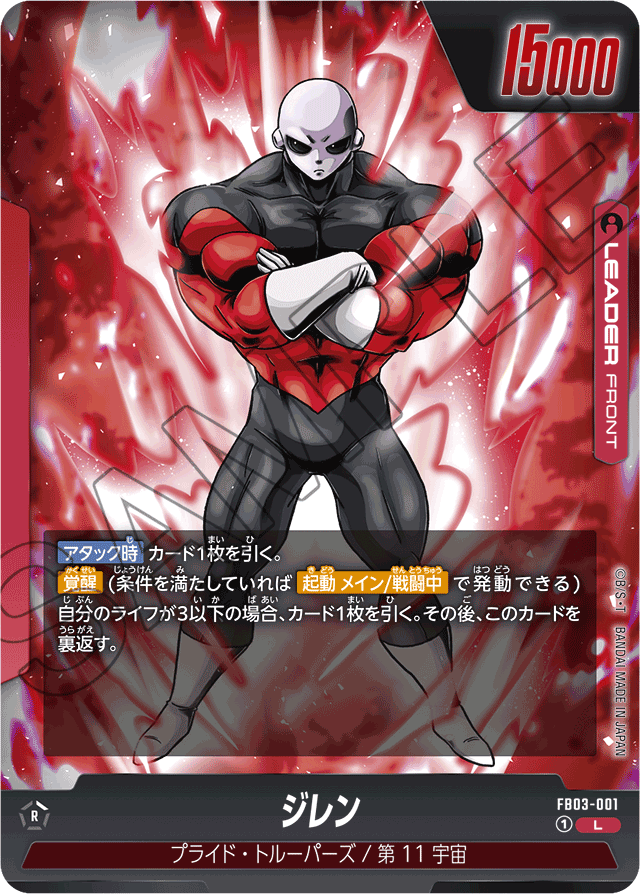 15000
LEADER FRONT
SAMPLE
アタック時 カード1枚を引く。
覚醒 (条件を満たしていれば 起動 メイン/戦闘中 で発動できる)
自分のライフが3以下の場合、カード1枚を引く。その後、このカードを
裏返す。
©B/S・T BANDAI MADE IN JAPAN
R
ジレン
FB03-001
1 L
プライド・トルーパーズ / 第 11 宇宙